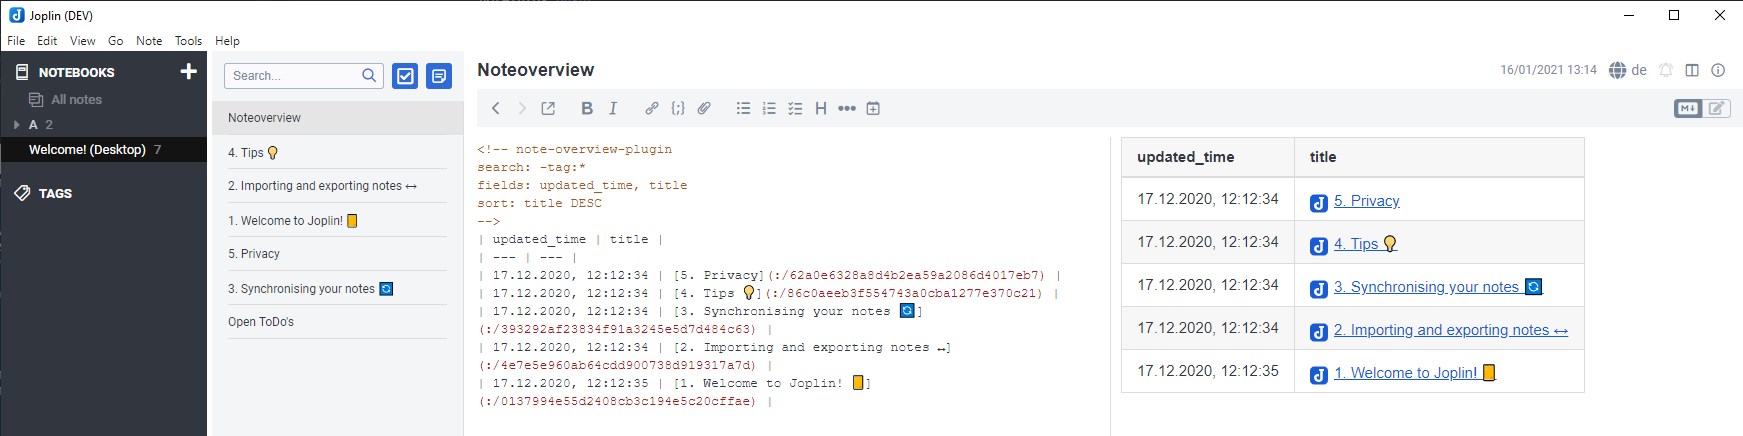 Joplin (DEV)
File Edit View Go Note Tools Help
NOTEBOOKS
All notes
A 2
Welcome! (Desktop) 7
TAGS
Search...
Noteoverview
4. Tips 💡
2. Importing and exporting notes ↔
1. Welcome to Joplin! 📒
5. Privacy
3. Synchronising your notes 🔄
Open ToDo's
Noteoverview
16/01/2021 13:14 de
B I H
M↓
<!-- note-overview-plugin
search: -tag:*
fields: updated_time, title
sort: title DESC
-->
| updated_time | title |
| --- | --- |
| 17.12.2020, 12:12:34 | [5. Privacy](:/62a0e6328a8d4b2ea59a2086d4017eb7) |
| 17.12.2020, 12:12:34 | [4. Tips 💡](:/86c0aeeb3f554743a0cba1277e370c21) |
| 17.12.2020, 12:12:34 | [3. Synchronising your notes 🔄]
(:/393292af23834f91a3245e5d7d484c63) |
| 17.12.2020, 12:12:34 | [2. Importing and exporting notes ↔]
(:/4e7e5e960ab64cdd900738d919317a7d) |
| 17.12.2020, 12:12:35 | [1. Welcome to Joplin! 📒]
(:/0137994e55d2408cb3c194e5c20cffae) |
updated_time title
17.12.2020, 12:12:34 5. Privacy
17.12.2020, 12:12:34 4. Tips 💡
17.12.2020, 12:12:34 3. Synchronising your notes 🔄
17.12.2020, 12:12:34 2. Importing and exporting notes ↔
17.12.2020, 12:12:35 1. Welcome to Joplin! 📒